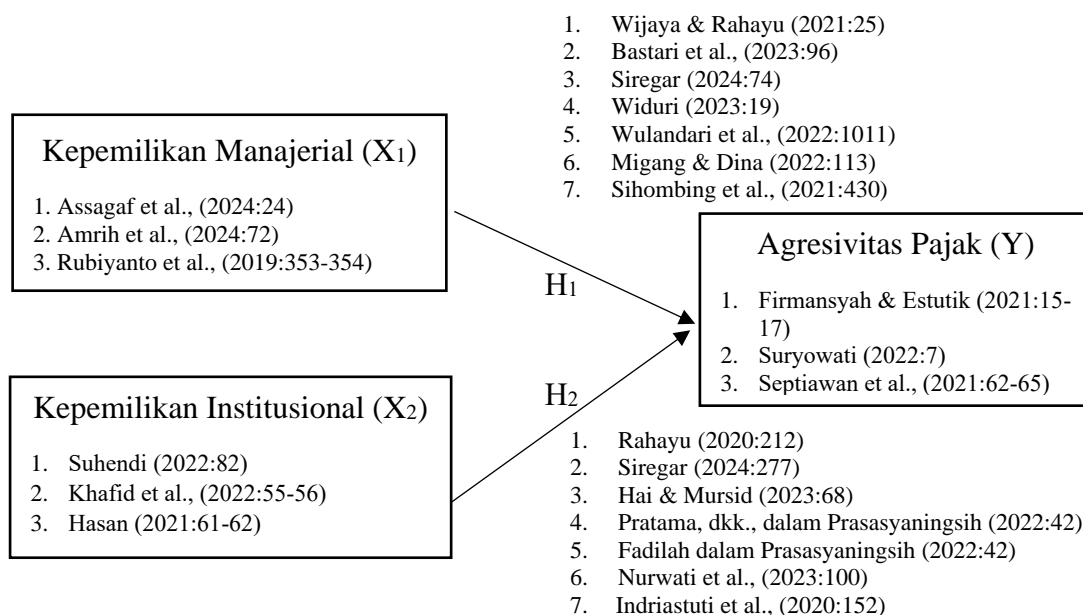 1. Wijaya & Rahayu (2021:25)
2. Bastari et al., (2023:96)
3. Siregar (2024:74)
4. Widuri (2023:19)
5. Wulandari et al., (2022:1011)
6. Migang & Dina (2022:113)
7. Sihombing et al., (2021:430)
Kepemilikan Manajerial (X1)
1. Assagaf et al., (2024:24)
2. Amrih et al., (2024:72)
3. Rubiyanto et al., (2019:353-354)
H1
Agresivitas Pajak (Y)
1. Firmansyah & Estutik (2021:15-
17)
2. Suryowati (2022:7)
3. Septiawan et al., (2021:62-65)
Kepemilikan Institusional (X2)
1. Suhendi (2022:82)
2. Khafid et al., (2022:55-56)
3. Hasan (2021:61-62)
H2
1. Rahayu (2020:212)
2. Siregar (2024:277)
3. Hai & Mursid (2023:68)
4. Pratama, dkk., dalam Prasasyaningsih (2022:42)
5. Fadilah dalam Prasasyaningsih (2022:42)
6. Nurwati et al., (2023:100)
7. Indriastuti et al., (2020:152)